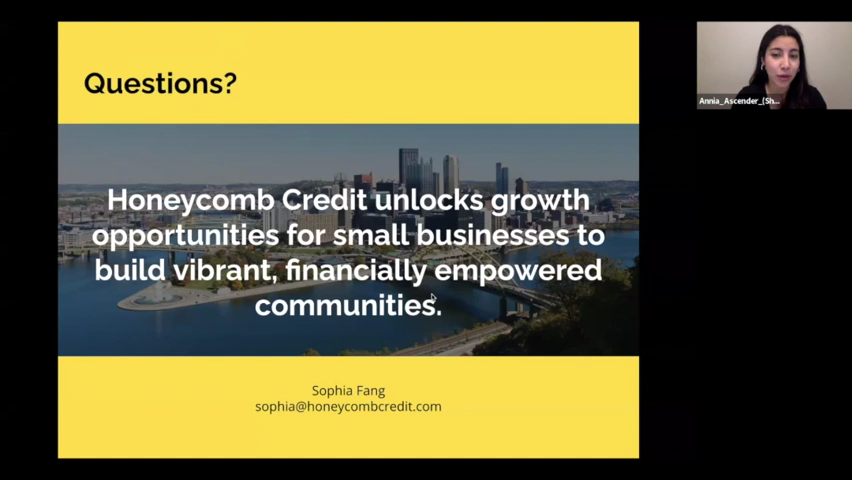 Questions?
Honeycomb Credit unlocks growth
opportunities for small businesses to
build vibrant, financially empowered
communities.
Sophia Fang
sophia@honeycombcredit.com
Annia_Ascender_(Sh...